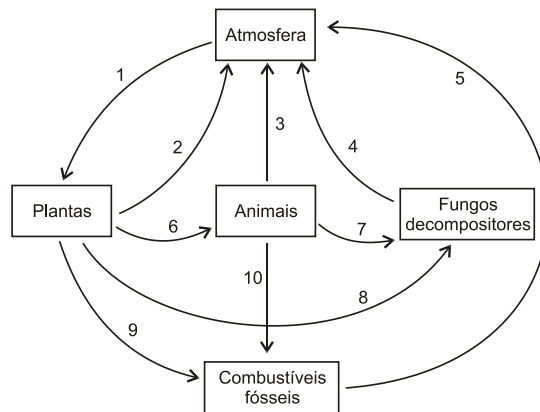 Atmosfera
1
5
2
3
4
Plantas
Animais
Fungos
decompositores
6
7
10
8
9
Combustíveis
fósseis